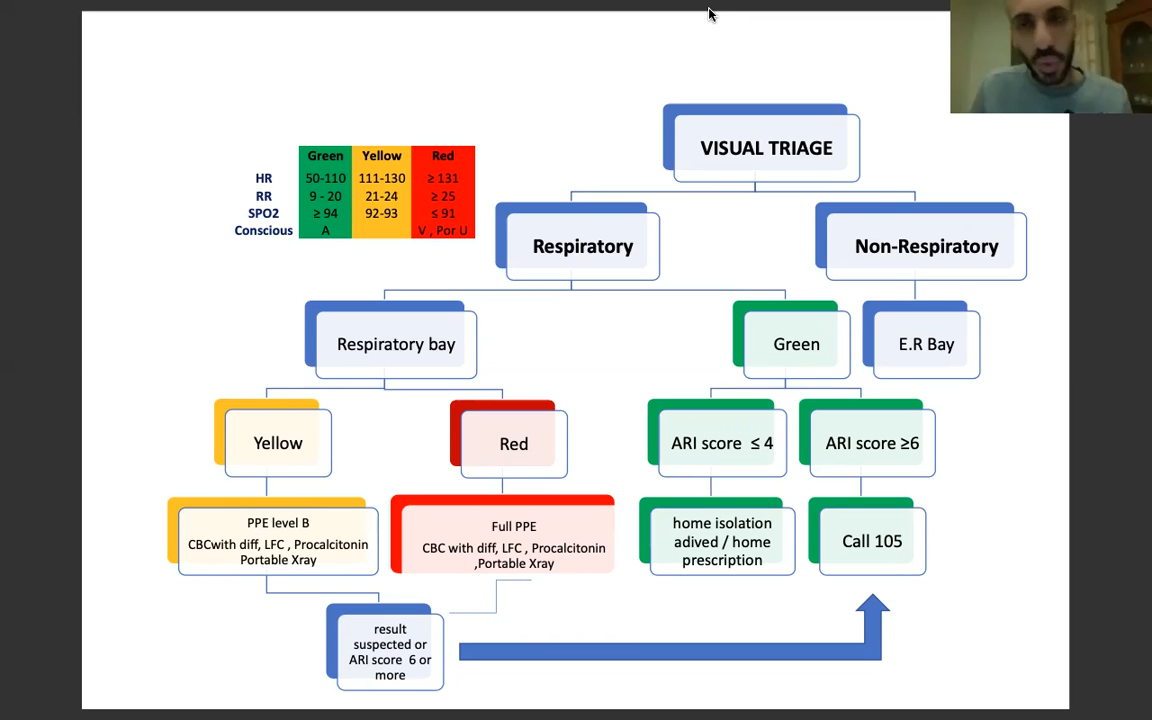 VISUAL TRIAGE
Green Yellow Red
HR 50-110 111-130 ≥ 131
RR 9 - 20 21-24 ≥ 25
SPO2 ≥ 94 92-93 ≤ 91
Conscious A V , Por U
Respiratory
Non-Respiratory
Respiratory bay
Green
E.R Bay
Yellow
Red
ARI score ≤ 4
ARI score ≥6
PPE level B
CBCwith diff, LFC , Procalcitonin
Portable Xray
Full PPE
CBC with diff, LFC , Procalcitonin
,Portable Xray
home isolation
adived / home
prescription
Call 105
result
suspected or
ARI score 6 or
more